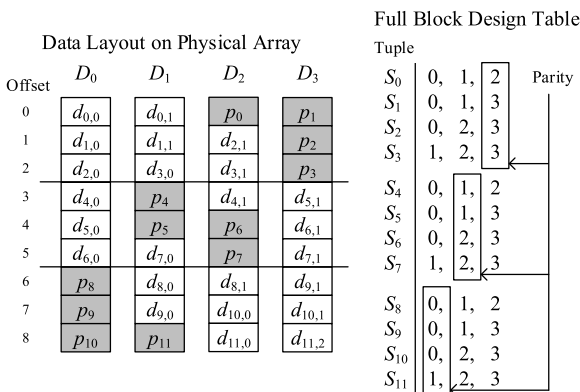 Data Layout on Physical Array
Offset D0 D1 D2 D3
0 d0,0 d0,1 p0 p1
1 d1,0 d1,1 d2,1 p2
2 d2,0 d3,0 d3,1 p3
3 d4,0 p4 d4,1 d5,1
4 d5,0 p5 p6 d6,1
5 d6,0 d7,0 p7 d7,1
6 p8 d8,0 d8,1 d9,1
7 p9 d9,0 d10,0 d10,1
8 p10 p11 d11,0 d11,2
Full Block Design Table
Tuple
Parity
S0 0, 1, 2
S1 0, 1, 3
S2 0, 2, 3
S3 1, 2, 3
S4 0, 1, 2
S5 0, 1, 3
S6 0, 2, 3
S7 1, 2, 3
S8 0, 1, 2
S9 0, 1, 3
S10 0, 2, 3
S11 1, 2, 3